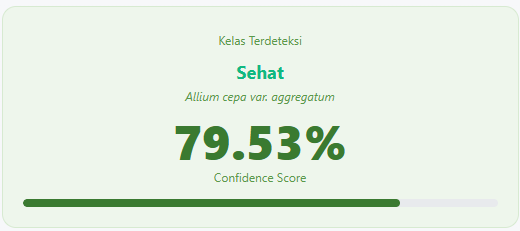 Kelas Terdeteksi
Sehat
Allium cepa var. aggregatum
79.53%
Confidence Score